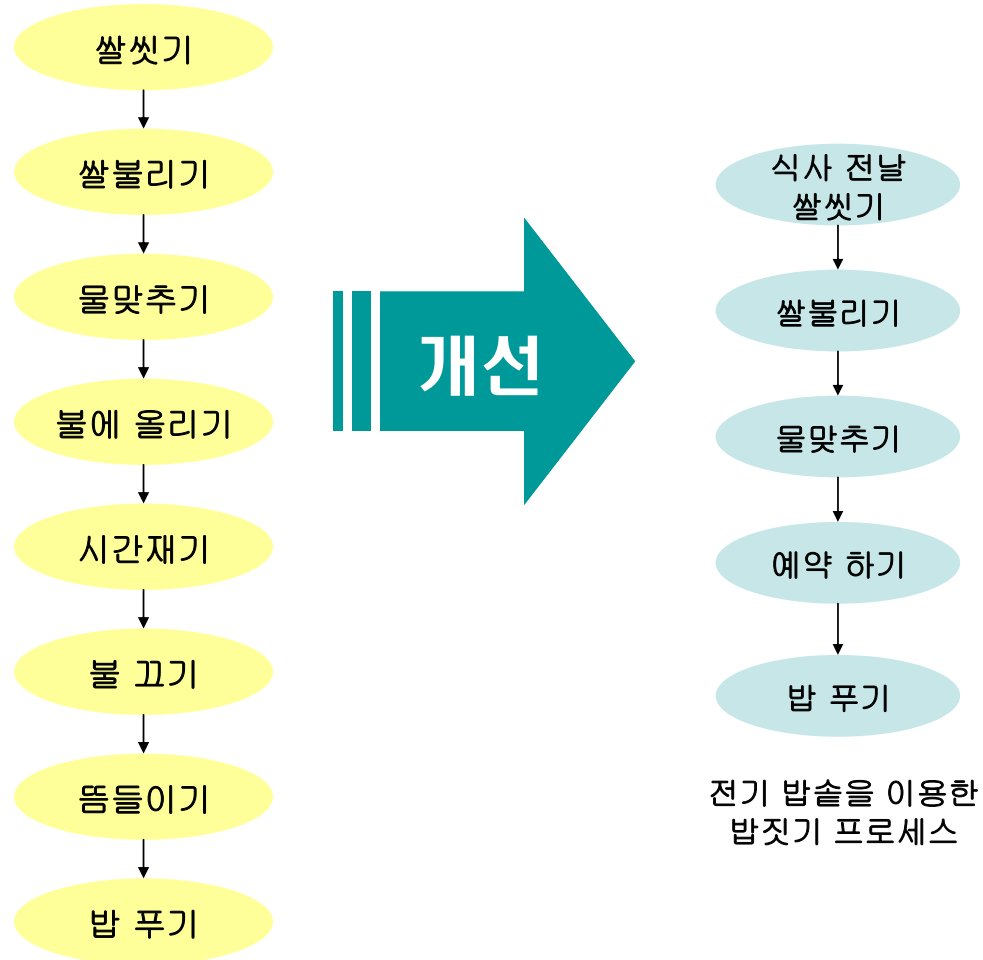 쌀씻기
쌀불리기
물맞추기
불에 올리기
시간재기
불 끄기
뜸들이기
밥 푸기
개선
식사 전날
쌀씻기
쌀불리기
물맞추기
예약 하기
밥 푸기
전기 밥솥을 이용한
밥짓기 프로세스